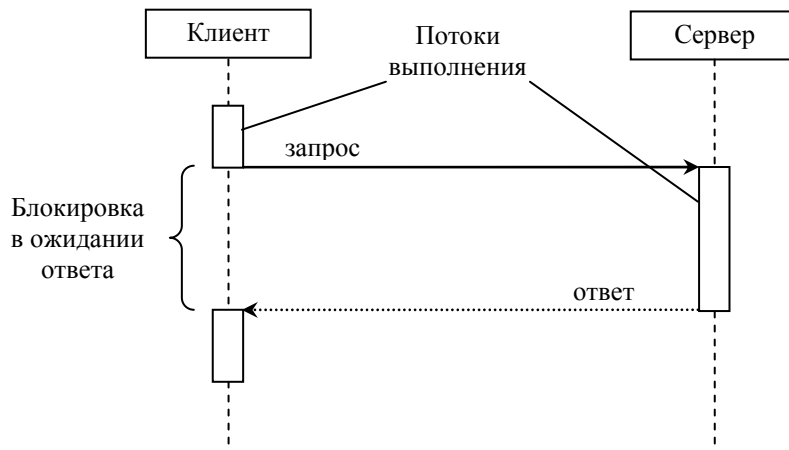 Клиент
Потоки
выполнения
Сервер
запрос
Блокировка
в ожидании
ответа
ответ